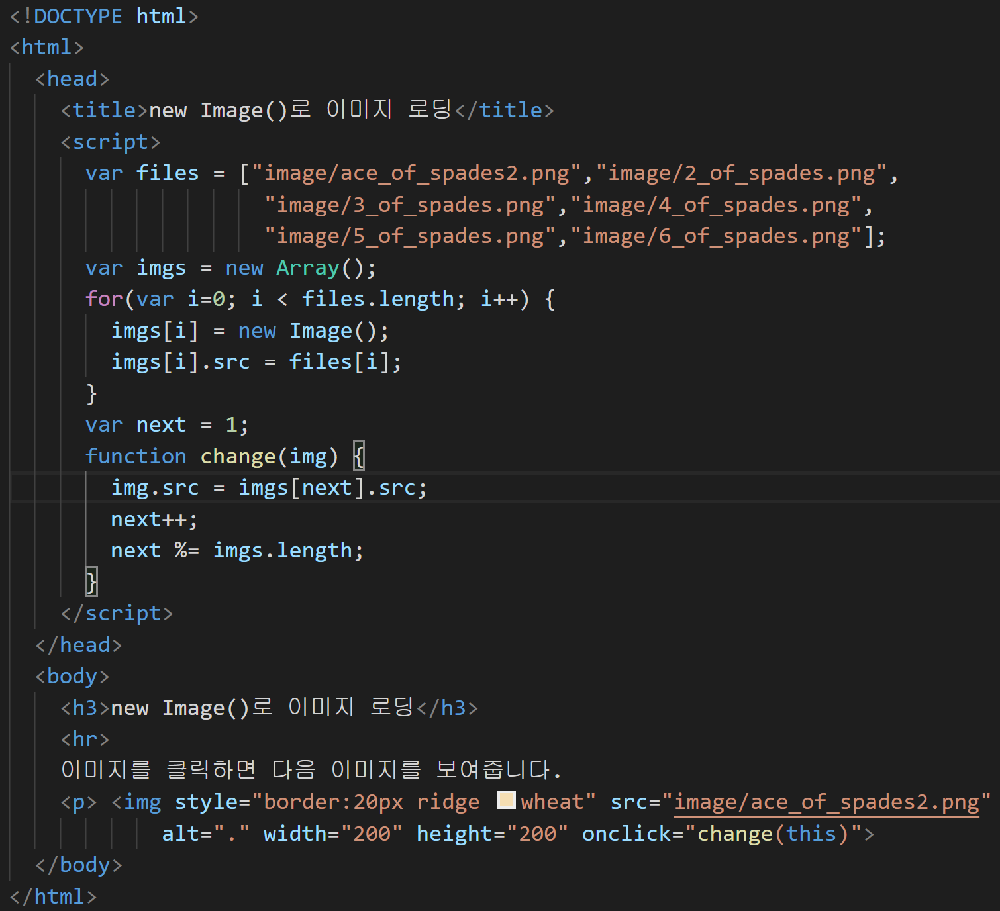 <!DOCTYPE html>
<html>
  <head>
    <title>new Image()로 이미지 로딩</title>
    <script>
      var files = ["image/ace_of_spades2.png","image/2_of_spades.png",
                    "image/3_of_spades.png","image/4_of_spades.png",
                    "image/5_of_spades.png","image/6_of_spades.png"];
      var imgs = new Array();
      for(var i=0; i < files.length; i++) {
        imgs[i] = new Image();
        imgs[i].src = files[i];
      }
      var next = 1;
      function change(img) {
        img.src = imgs[next].src;
        next++;
        next %= imgs.length;
      }
    </script>
  </head>
  <body>
    <h3>new Image()로 이미지 로딩</h3>
    <hr>
    이미지를 클릭하면 다음 이미지를 보여줍니다.
    <p> <img style="border:20px ridge wheat" src="image/ace_of_spades2.png"
            alt="." width="200" height="200" onclick="change(this)">
  </body>
</html>